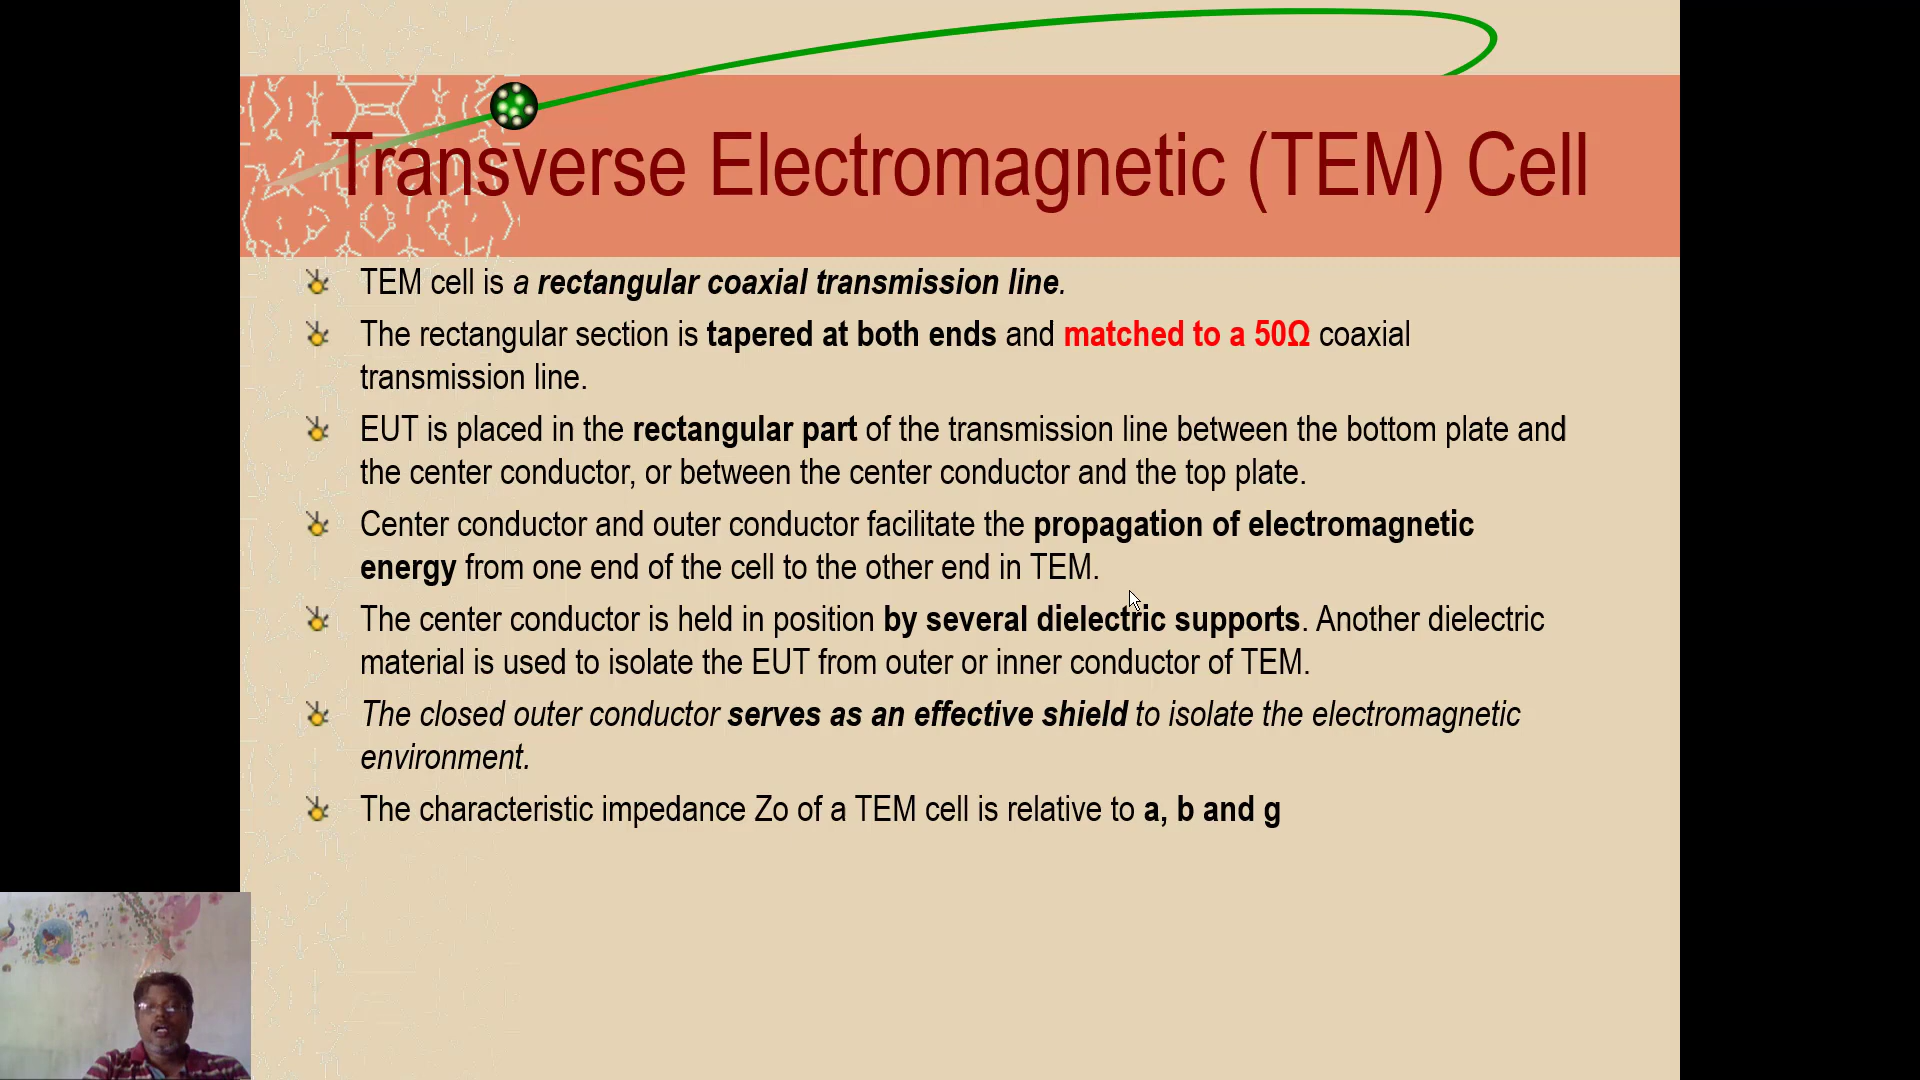 Transverse Electromagnetic (TEM) Cell
TEM cell is a rectangular coaxial transmission line.
The rectangular section is tapered at both ends and matched to a 50Ω coaxial
transmission line.
EUT is placed in the rectangular part of the transmission line between the bottom plate and
the center conductor, or between the center conductor and the top plate.
Center conductor and outer conductor facilitate the propagation of electromagnetic
energy from one end of the cell to the other end in TEM.
The center conductor is held in position by several dielectric supports. Another dielectric
material is used to isolate the EUT from outer or inner conductor of TEM.
The closed outer conductor serves as an effective shield to isolate the electromagnetic
environment.
The characteristic impedance Zo of a TEM cell is relative to a, b and g